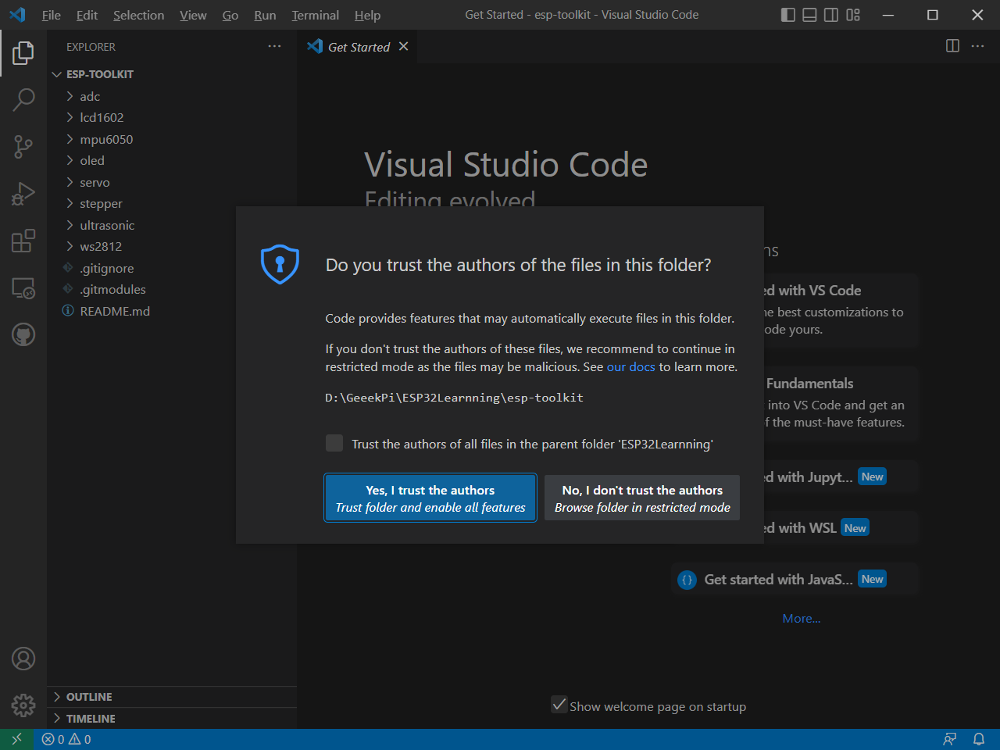 File Edit Selection View Go Run Terminal Help
Get Started - esp-toolkit - Visual Studio Code
EXPLORER
Get Started
ESP-TOOLKIT
adc
lcd1602
mpu6050
oled
servo
stepper
ultrasonic
ws2812
.gitignore
.gitmodules
README.md
OUTLINE
TIMELINE
Visual Studio Code
Editing evolved
Do you trust the authors of the files in this folder?
Code provides features that may automatically execute files in this folder.
If you don't trust the authors of these files, we recommend to continue in
restricted mode as the files may be malicious. See our docs to learn more.
D:\GeeekPi\ESP32Learnning\esp-toolkit
Trust the authors of all files in the parent folder 'ESP32Learnning'
Yes, I trust the authors
Trust folder and enable all features
No, I don't trust the authors
Browse folder in restricted mode
ns
ed with VS Code
ne best customizations to
ode yours.
Fundamentals
into VS Code and get an
f the must-have features.
ed with Jupyt... New
ed with WSL New
Get started with JavaS... New
More...
Show welcome page on startup
0 0